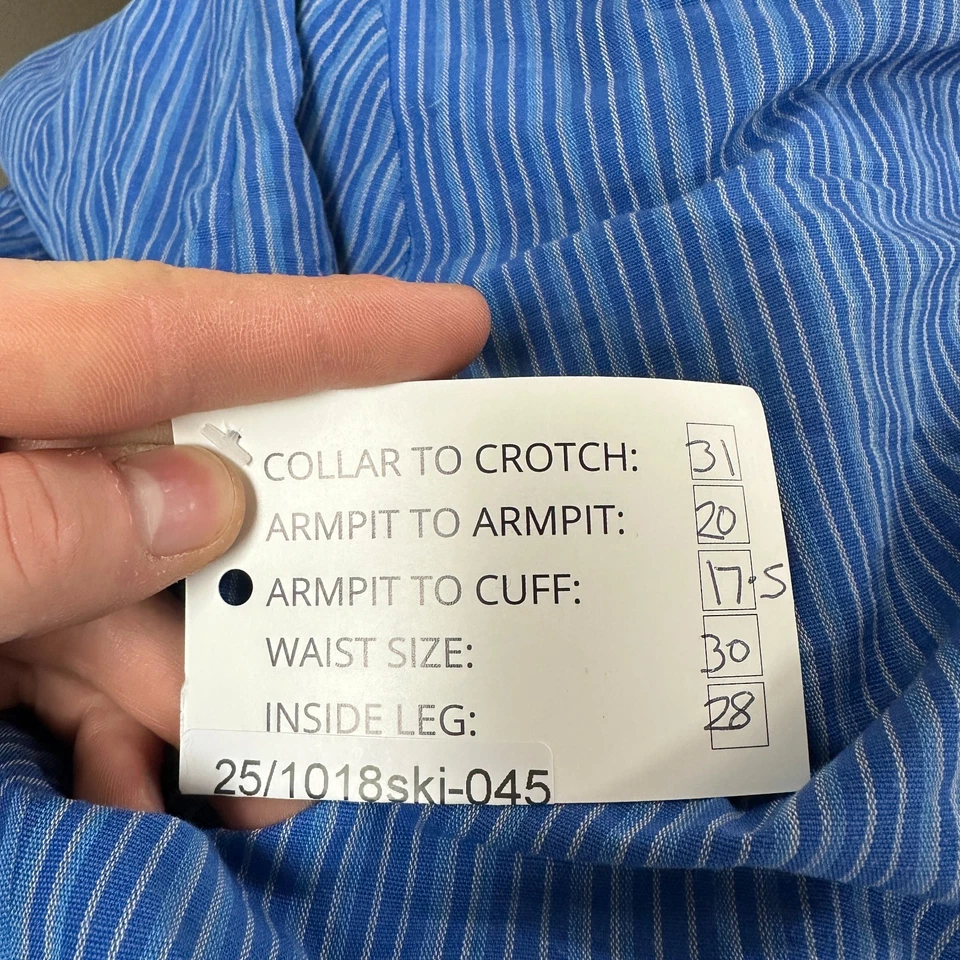 COLLAR TO CROTCH: 31
ARMPIT TO ARMPIT: 20
ARMPIT TO CUFF: 17.5
WAIST SIZE: 30
INSIDE LEG: 28
25/1018ski-045